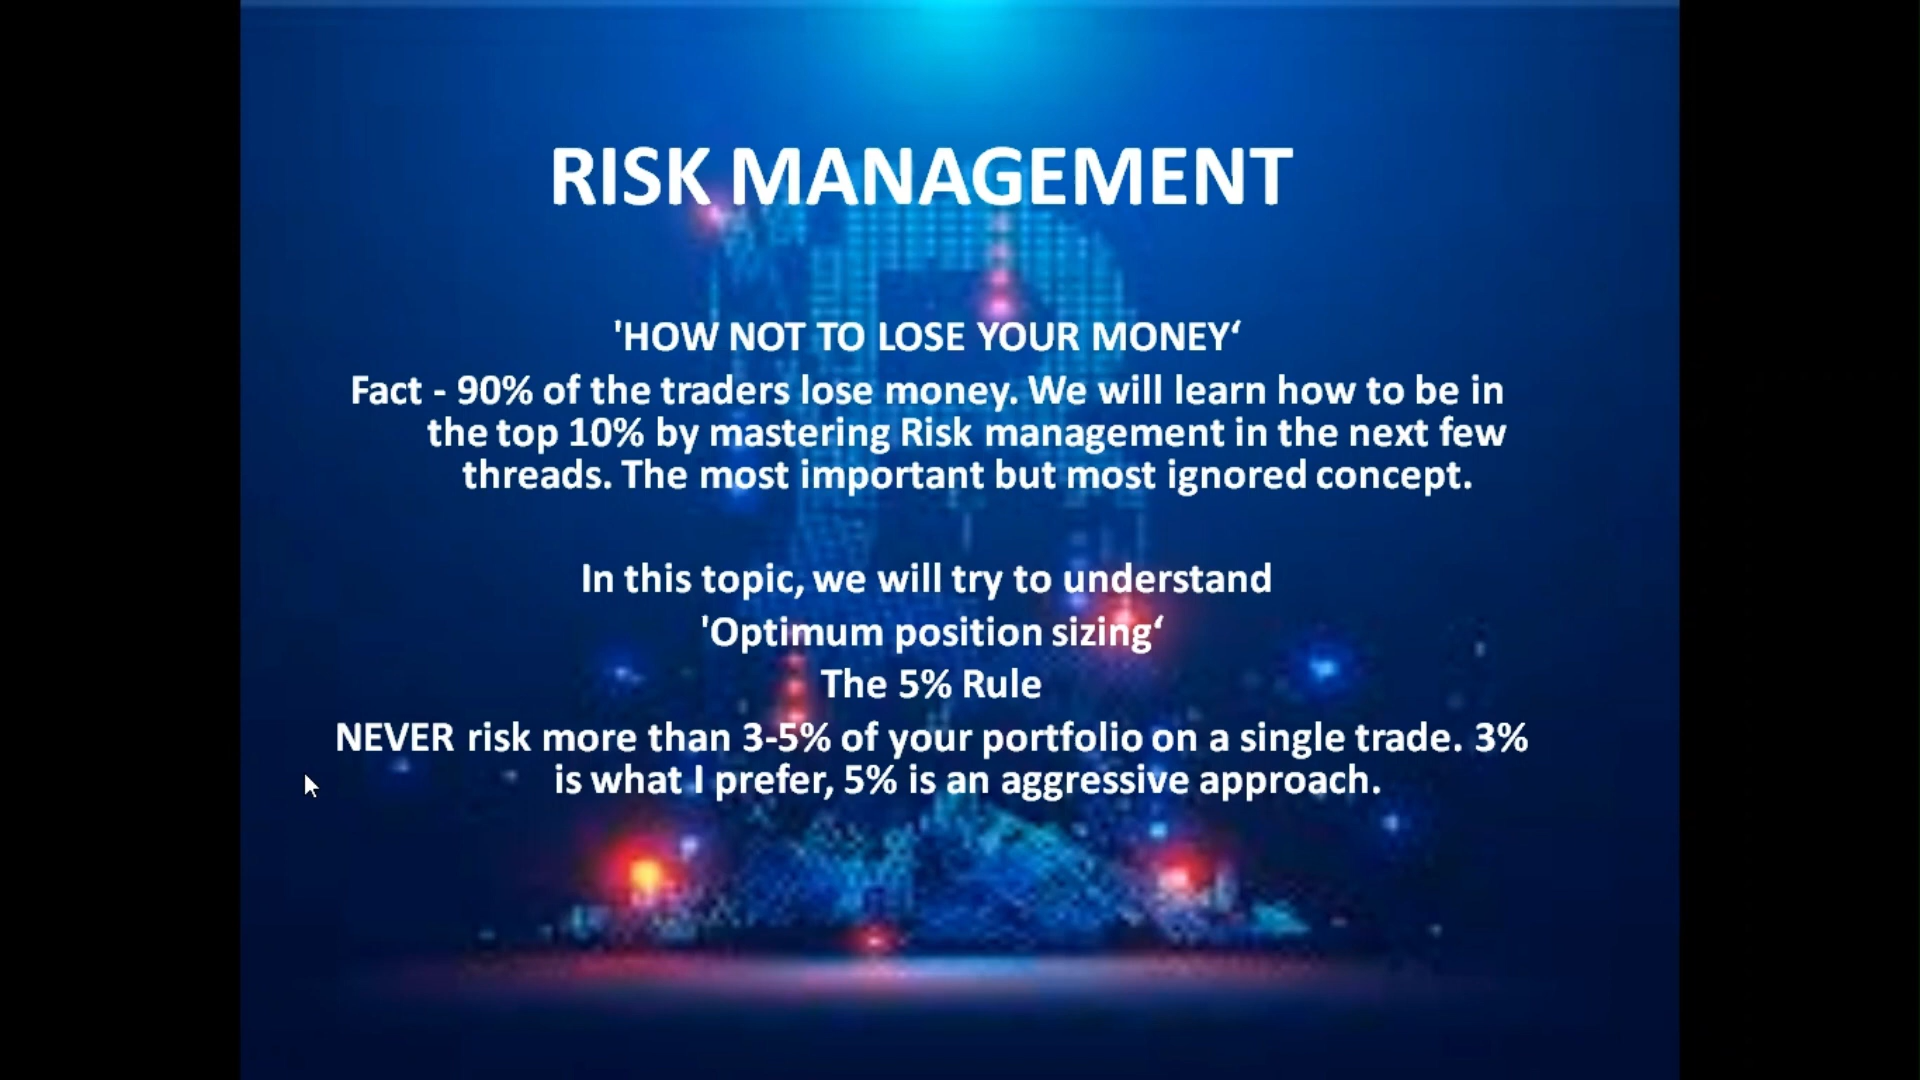 RISK MANAGEMENT
'HOW NOT TO LOSE YOUR MONEY‘
Fact - 90% of the traders lose money. We will learn how to be in
the top 10% by mastering Risk management in the next few
threads. The most important but most ignored concept.
In this topic, we will try to understand
'Optimum position sizing‘
The 5% Rule
NEVER risk more than 3-5% of your portfolio on a single trade. 3%
is what I prefer, 5% is an aggressive approach.